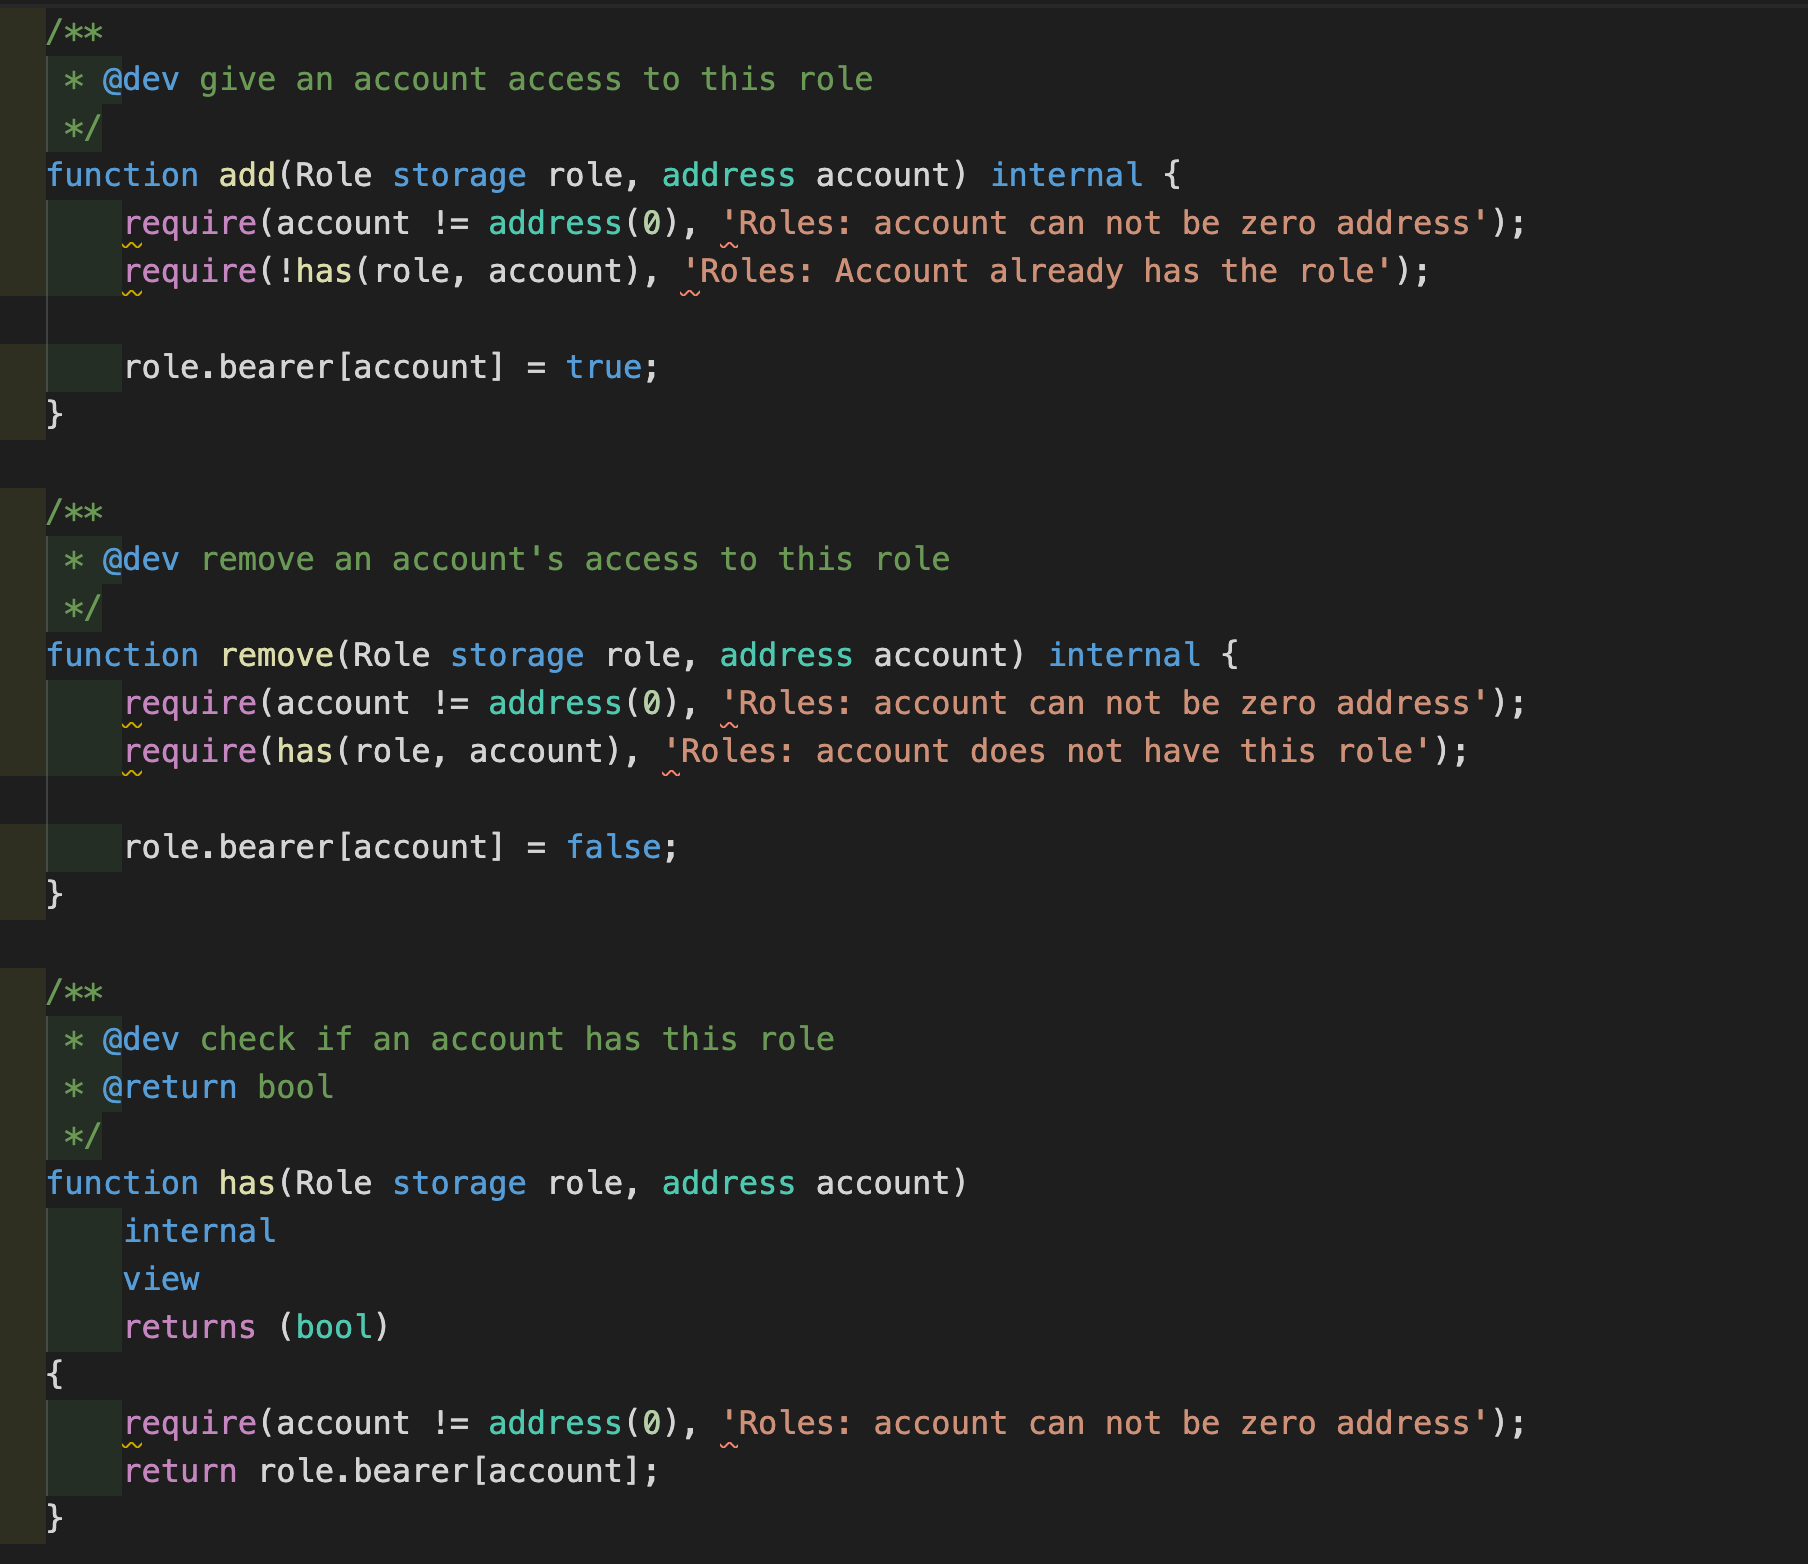 /**
 * @dev give an account access to this role
 */
function add(Role storage role, address account) internal {
    require(account != address(0), 'Roles: account can not be zero address');
    require(!has(role, account), 'Roles: Account already has the role');

    role.bearer[account] = true;
}

/**
 * @dev remove an account's access to this role
 */
function remove(Role storage role, address account) internal {
    require(account != address(0), 'Roles: account can not be zero address');
    require(has(role, account), 'Roles: account does not have this role');

    role.bearer[account] = false;
}

/**
 * @dev check if an account has this role
 * @return bool
 */
function has(Role storage role, address account)
    internal
    view
    returns (bool)
{
    require(account != address(0), 'Roles: account can not be zero address');
    return role.bearer[account];
}